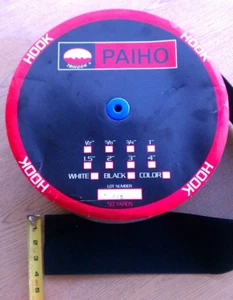 HOOK
HOOK
PAIHO
½" ⅝" ¾" 1"
1.5" 2" 3" 4"
WHITE BLACK COLOR
LOT NUMBER
YARDS
HOOK
HOOK